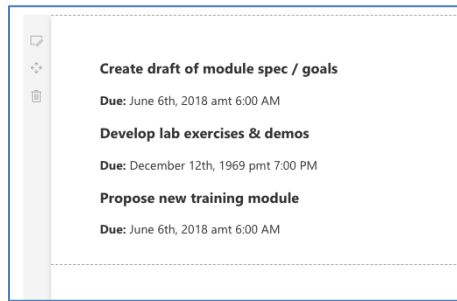 Create draft of module spec / goals
Due: June 6th, 2018 amt 6:00 AM
Develop lab exercises & demos
Due: December 12th, 1969 pmt 7:00 PM
Propose new training module
Due: June 6th, 2018 amt 6:00 AM